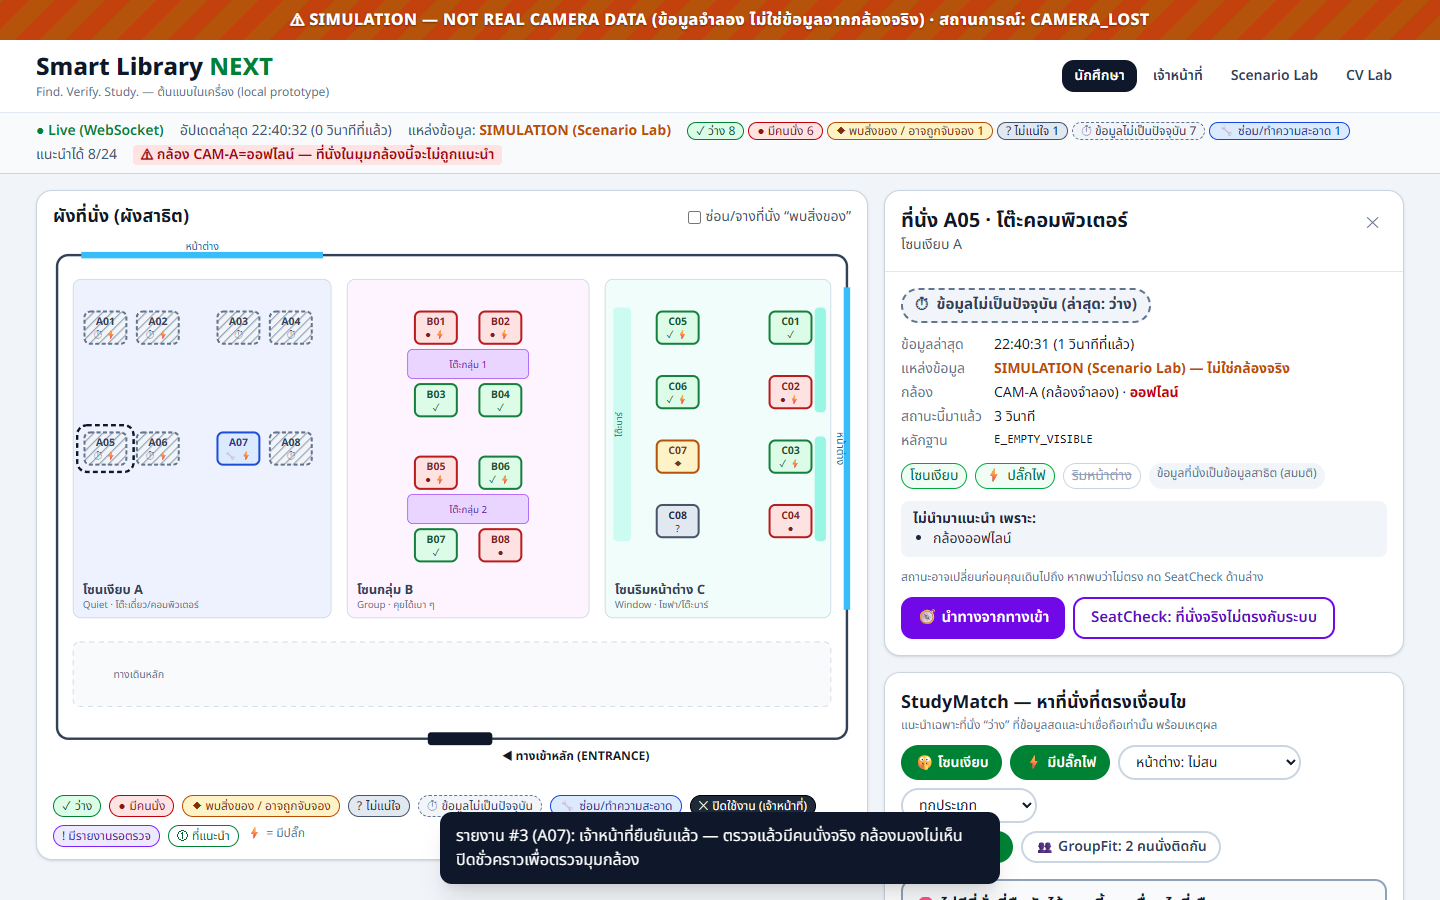 ⚠ SIMULATION — NOT REAL CAMERA DATA (ข้อมูลจำลอง ไม่ใช่ข้อมูลจากกล้องจริง) · สถานการณ์: CAMERA_LOST
Smart Library NEXT
Find. Verify. Study. — ต้นแบบในเครื่อง (local prototype)
นักศึกษา เจ้าหน้าที่ Scenario Lab CV Lab
● Live (WebSocket) อัปเดตล่าสุด 22:40:32 (0 วินาทีที่แล้ว) แหล่งข้อมูล: SIMULATION (Scenario Lab) ✓ ว่าง 8 ● มีคนนั่ง 6 ◆ พบสิ่งของ / อาจถูกจับจอง 1 ? ไม่แน่ใจ 1 ⏱ ข้อมูลไม่เป็นปัจจุบัน 7 🔧 ซ่อม/ทำความสะอาด 1
แนะนำได้ 8/24 ⚠ กล้อง CAM-A=ออฟไลน์ — ที่นั่งในมุมกล้องนี้จะไม่ถูกแนะนำ
ผังที่นั่ง (ผังสาธิต)
ซ่อน/จางที่นั่ง “พบสิ่งของ”
หน้าต่าง
A01 A02 A03 A04
A05 A06 A07 A08
โซนเงียบ A
Quiet · โต๊ะเดี่ยว/คอมพิวเตอร์
B01 B02
โต๊ะกลุ่ม 1
B03 B04
B05 B06
โต๊ะกลุ่ม 2
B07 B08
โซนกลุ่ม B
Group · คุยได้เบา ๆ
C05 C01
C06 C02
โต๊ะบาร์
หน้าต่าง
C07 C03
C08 C04
?
โซนริมหน้าต่าง C
Window · โซฟา/โต๊ะบาร์
ทางเดินหลัก
◀ ทางเข้าหลัก (ENTRANCE)
✓ ว่าง ● มีคนนั่ง ◆ พบสิ่งของ / อาจถูกจับจอง ? ไม่แน่ใจ ⏱ ข้อมูลไม่เป็นปัจจุบัน 🔧 ซ่อม/ทำความสะอาด ✕ ปิดใช้งาน (เจ้าหน้าที่)
! มีรายงานรอตรวจ ① ที่แนะนำ ⚡ = มีปลั๊ก
ที่นั่ง A05 · โต๊ะคอมพิวเตอร์
โซนเงียบ A
⏱ ข้อมูลไม่เป็นปัจจุบัน (ล่าสุด: ว่าง)
ข้อมูลล่าสุด 22:40:31 (1 วินาทีที่แล้ว)
แหล่งข้อมูล SIMULATION (Scenario Lab) — ไม่ใช่กล้องจริง
กล้อง CAM-A (กล้องจำลอง) · ออฟไลน์
สถานะนี้มาแล้ว 3 วินาที
หลักฐาน E_EMPTY_VISIBLE
โซนเงียบ ⚡ ปลั๊กไฟ ริมหน้าต่าง ข้อมูลที่นั่งเป็นข้อมูลสาธิต (สมมติ)
ไม่นำมาแนะนำ เพราะ:
• กล้องออฟไลน์
สถานะอาจเปลี่ยนก่อนคุณเดินไปถึง หากพบว่าไม่ตรง กด SeatCheck ด้านล่าง
🧭 นำทางจากทางเข้า SeatCheck: ที่นั่งจริงไม่ตรงกับระบบ
StudyMatch — หาที่นั่งที่ตรงเงื่อนไข
แนะนำเฉพาะที่นั่ง “ว่าง” ที่ข้อมูลสดและน่าเชื่อถือเท่านั้น พร้อมเหตุผล
🤫 โซนเงียบ ⚡ มีปลั๊กไฟ หน้าต่าง: ไม่สน
ทุกประเภท
👥 GroupFit: 2 คนนั่งติดกัน
รายงาน #3 (A07): เจ้าหน้าที่ยืนยันแล้ว — ตรวจแล้วมีคนนั่งจริง กล้องมองไม่เห็น
ปิดชั่วคราวเพื่อตรวจมุมกล้อง